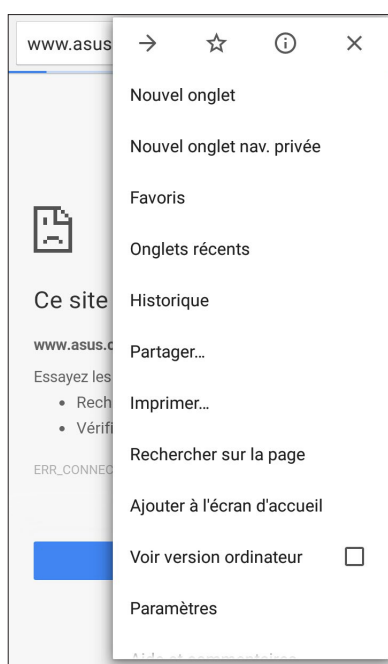 www.asus
Nouvel onglet
Nouvel onglet nav. privée
Favoris
Onglets récents
Ce site
Historique
www.asus.c
Partager...
Essayez les
Rech
Imprimer...
Vérifi
Rechercher sur la page
ERR_CONNEC
Ajouter à l'écran d'accueil
Voir version ordinateur
Paramètres